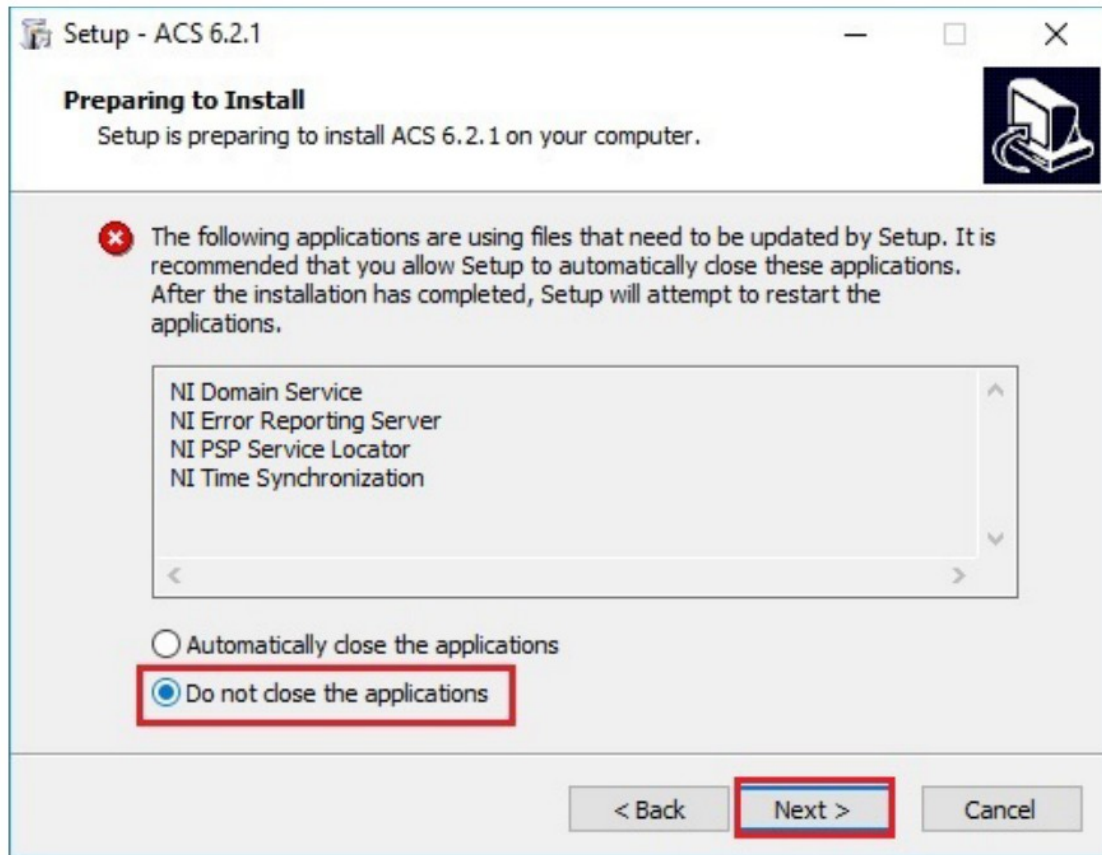 Setup - ACS 6.2.1
Preparing to Install
Setup is preparing to install ACS 6.2.1 on your computer.
The following applications are using files that need to be updated by Setup. It is
recommended that you allow Setup to automatically close these applications.
After the installation has completed, Setup will attempt to restart the
applications.
NI Domain Service
NI Error Reporting Server
NI PSP Service Locator
NI Time Synchronization
Automatically close the applications
Do not close the applications
< Back Next > Cancel